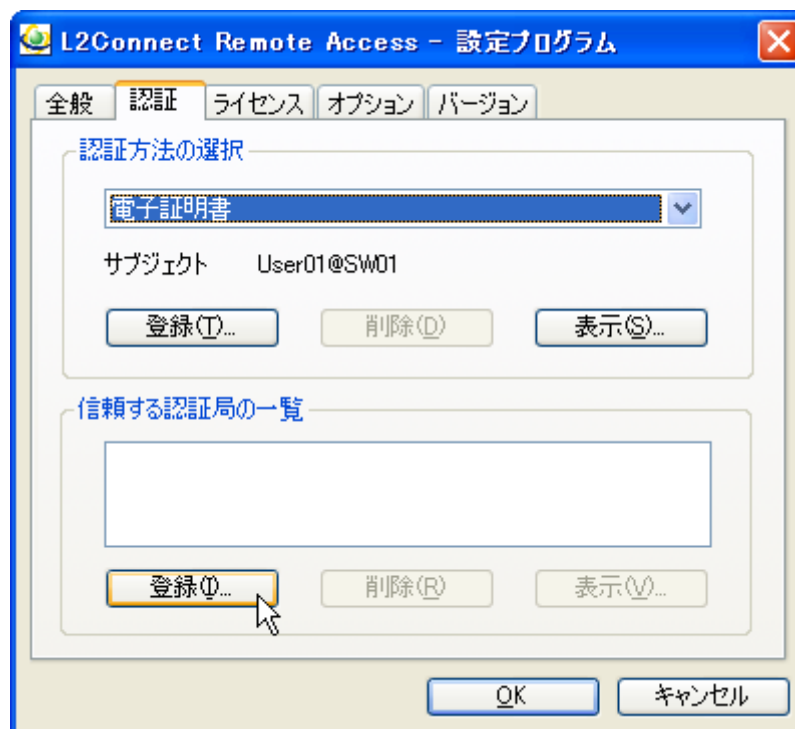 L2Connect Remote Access - 設定プログラム
全般 認証 ライセンス オプション バージョン
認証方法の選択
電子証明書
サブジェクト User01@SW01
登録(T)... 削除(D) 表示(S)...
信頼する認証局の一覧
登録(I)... 削除(R) 表示(V)...
OK キャンセル